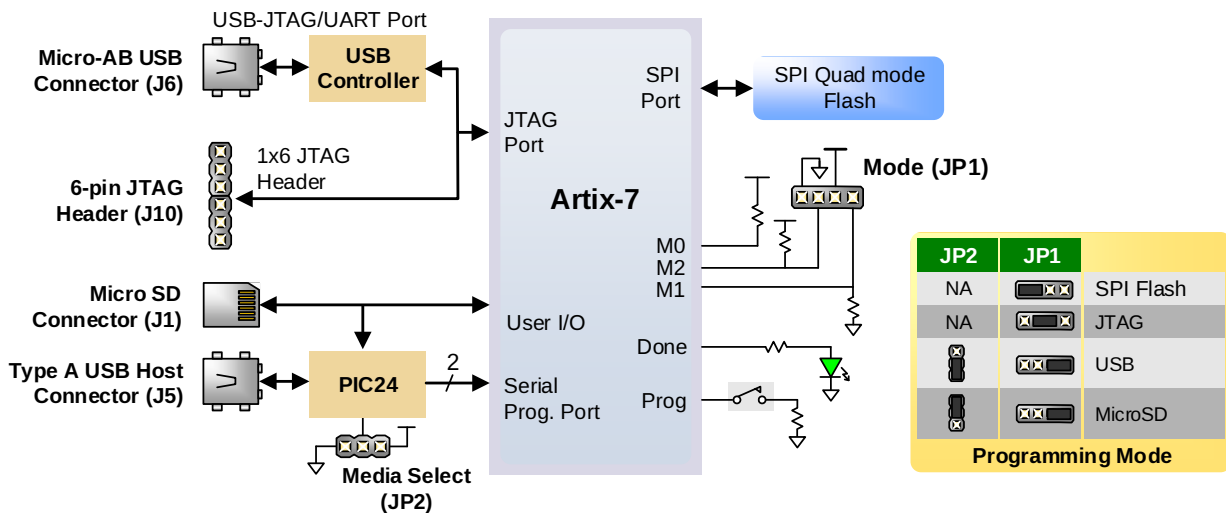 USB-JTAG/UART Port
Micro-AB USB
Connector (J6)
USB
Controller
6-pin JTAG
Header (J10)
1x6 JTAG
Header
Micro SD
Connector (J1)
Type A USB Host
Connector (J5)
PIC24
2
Media Select
(JP2)
JTAG
Port
SPI
Port
Artix-7
M0
M2
M1
User I/O
Done
Serial
Prog. Port
Prog
SPI Quad mode
Flash
Mode (JP1)
JP2 JP1
NA SPI Flash
NA JTAG
USB
MicroSD
Programming Mode